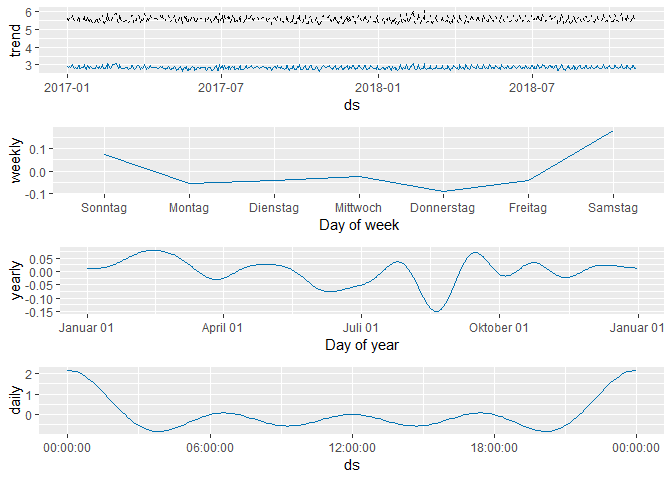 trend
6
5
4
3
2017-01 2017-07 2018-01 2018-07
ds
weekly
0.1
0.0
-0.1
Sonntag Montag Dienstag Mittwoch Donnerstag Freitag Samstag
Day of week
yearly
0.05
0.00
-0.05
-0.10
-0.15
Januar 01 April 01 Juli 01 Oktober 01 Januar 01
Day of year
daily
2
1
0
00:00:00 06:00:00 12:00:00 18:00:00 00:00:00
ds